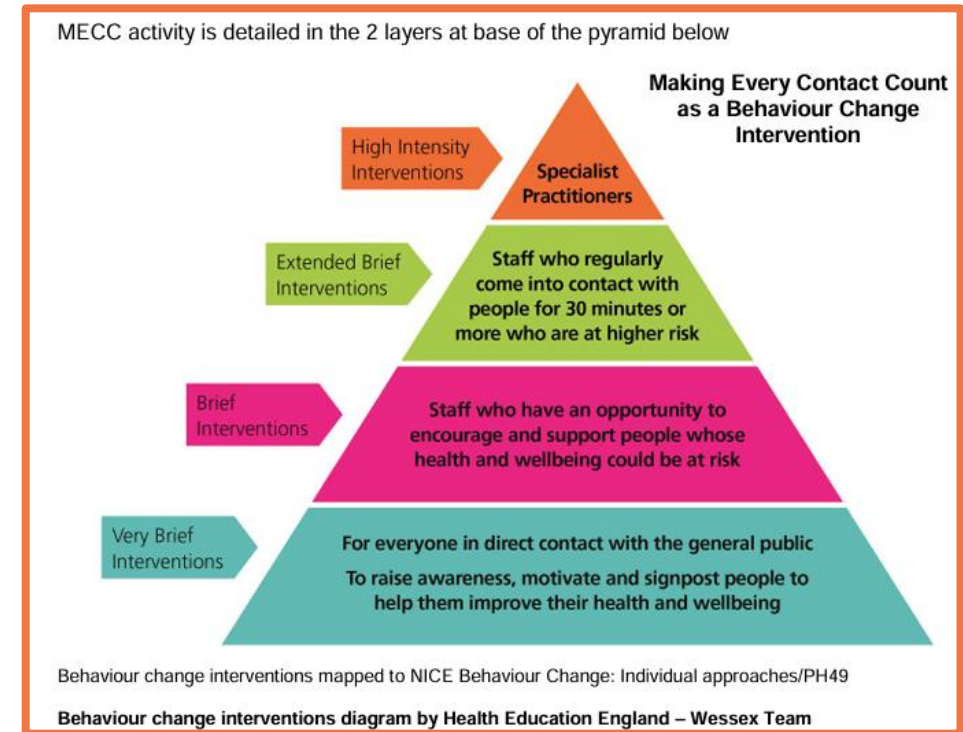 MECC activity is detailed in the 2 layers at base of the pyramid below
Making Every Contact Count
as a Behaviour Change
Intervention
High Intensity
Interventions
Specialist
Practitioners
Extended Brief
Interventions
Staff who regularly
come into contact with
people for 30 minutes or
more who are at higher risk
Brief
Interventions
Staff who have an opportunity to
encourage and support people whose
health and wellbeing could be at risk
Very Brief
Interventions
For everyone in direct contact with the general public
To raise awareness, motivate and signpost people to
help them improve their health and wellbeing
Behaviour change interventions mapped to NICE Behaviour Change: Individual approaches/PH49
Behaviour change interventions diagram by Health Education England – Wessex Team